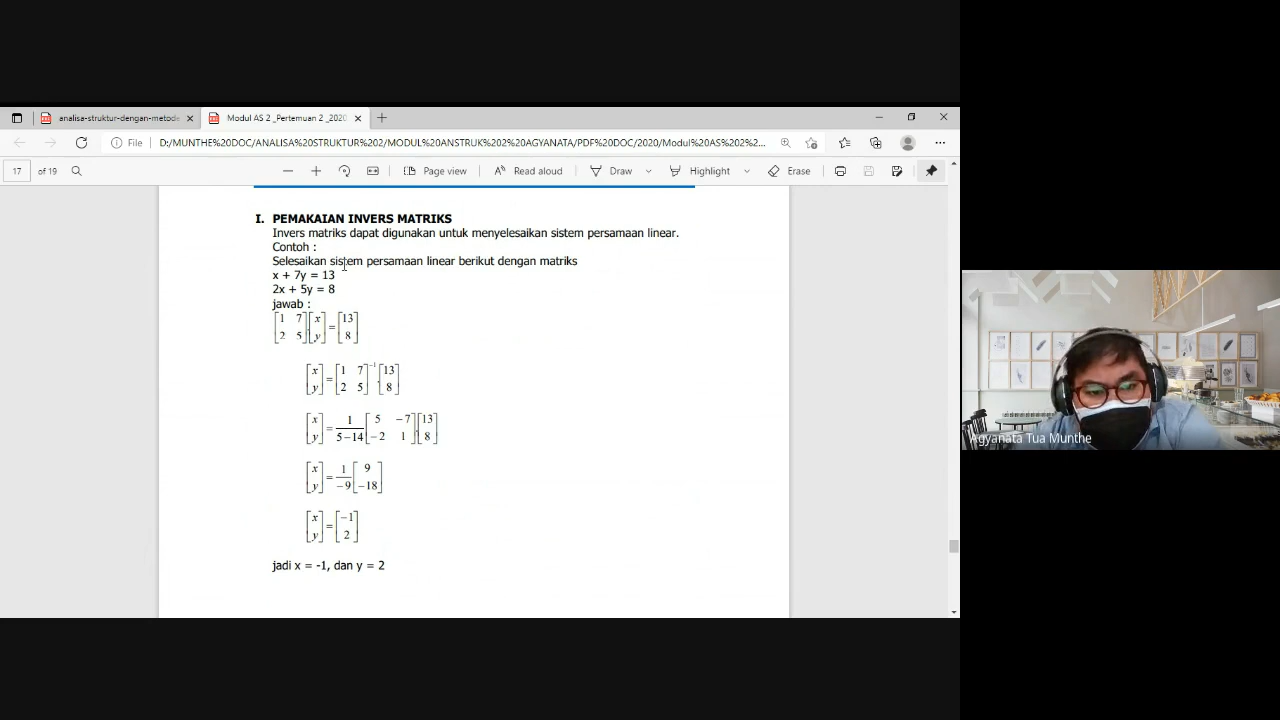 analisa-struktur-dengan-metode
Modul AS 2 _Pertemuan 2 _2020
File
D:/MUNTHE%20DOC/ANALISA%20STRUKTUR%202/MODUL%20ANSTRUK%202%20AGYANATA/PDF%20DOC/2020/Modul%20AS%202%2...
17 of 19
Page view
Read aloud
Draw
Highlight
Erase
I. PEMAKAIAN INVERS MATRIKS
Invers matriks dapat digunakan untuk menyelesaikan sistem persamaan linear.
Contoh :
Selesaikan sistem persamaan linear berikut dengan matriks
x + 7y = 13
2x + 5y = 8
jawab :
[1 7; 2 5][x; y] = [13; 8]
[x; y] = [1 7; 2 5]⁻¹ [13; 8]
[x; y] = 1/(5−14) [5 −7; −2 1][13; 8]
[x; y] = 1/−9 [9; −18]
[x; y] = [−1; 2]
jadi x = -1, dan y = 2
Agyanata Tua Munthe